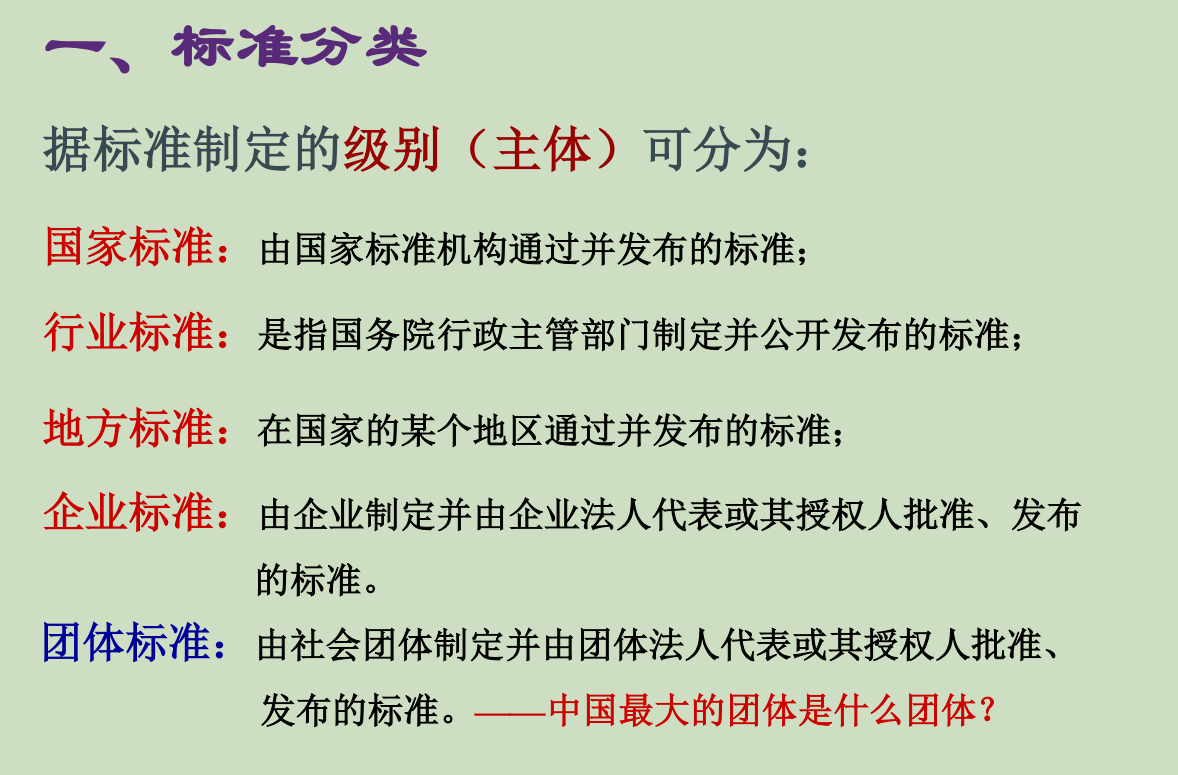 一、标准分类
据标准制定的级别（主体）可分为：
国家标准：由国家标准机构通过并发布的标准；
行业标准：是指国务院行政主管部门制定并公开发布的标准；
地方标准：在国家的某个地区通过并发布的标准；
企业标准：由企业制定并由企业法人代表或其授权人批准、发布
的标准。
团体标准：由社会团体制定并由团体法人代表或其授权人批准、
发布的标准。——中国最大的团体是什么团体？